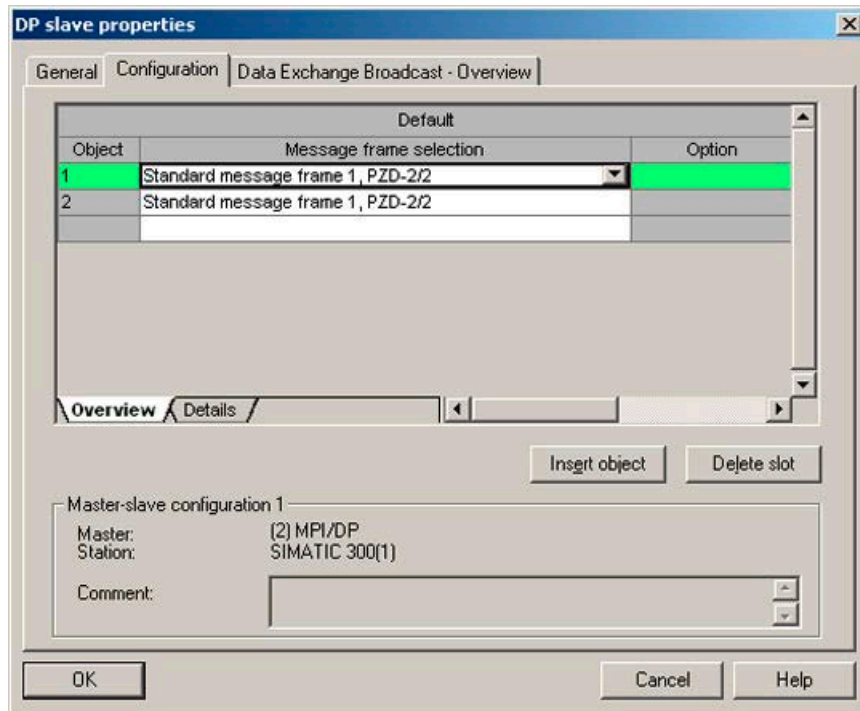 DP slave properties
General Configuration Data Exchange Broadcast - Overview
Default
Object Message frame selection Option
1 Standard message frame 1, PZD-2/2
2 Standard message frame 1, PZD-2/2
Overview Details
Insert object Delete slot
Master-slave configuration 1
Master: (2) MPI/DP
Station: SIMATIC 300(1)
Comment:
OK Cancel Help